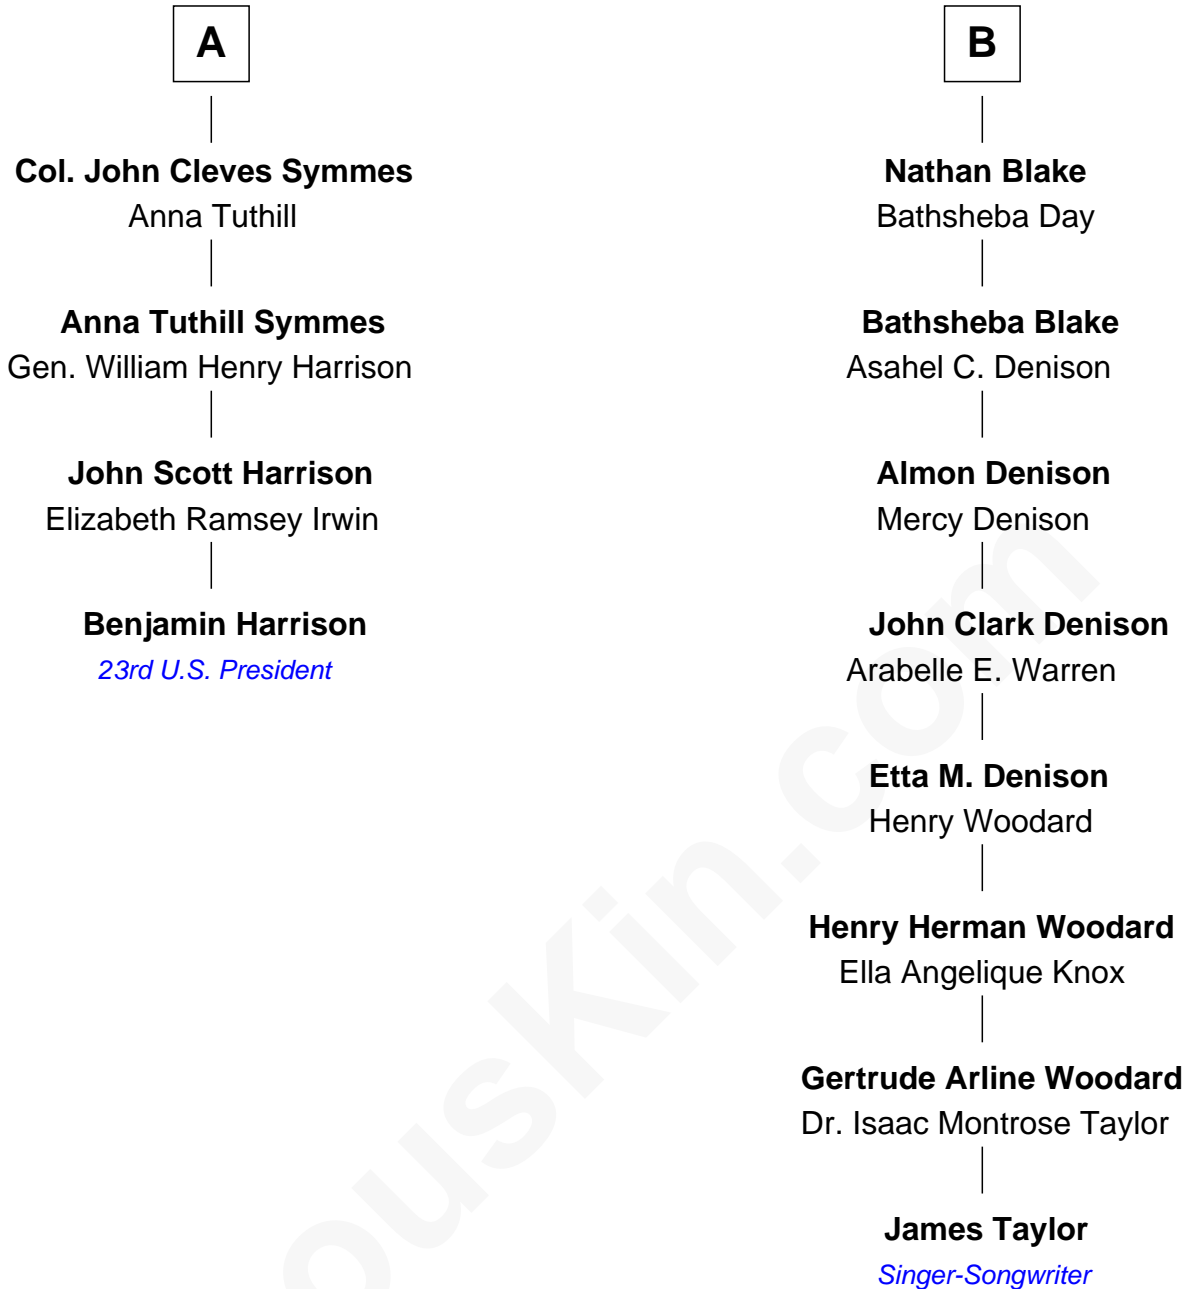 A
Col. John Cleves Symmes
Anna Tuthill
Anna Tuthill Symmes
Gen. William Henry Harrison
John Scott Harrison
Elizabeth Ramsey Irwin
Benjamin Harrison
23rd U.S. President
B
Nathan Blake
Bathsheba Day
Bathsheba Blake
Asahel C. Denison
Almon Denison
Mercy Denison
John Clark Denison
Arabelle E. Warren
Etta M. Denison
Henry Woodard
Henry Herman Woodard
Ella Angelique Knox
Gertrude Arline Woodard
Dr. Isaac Montrose Taylor
James Taylor
Singer-Songwriter
ouskin.com